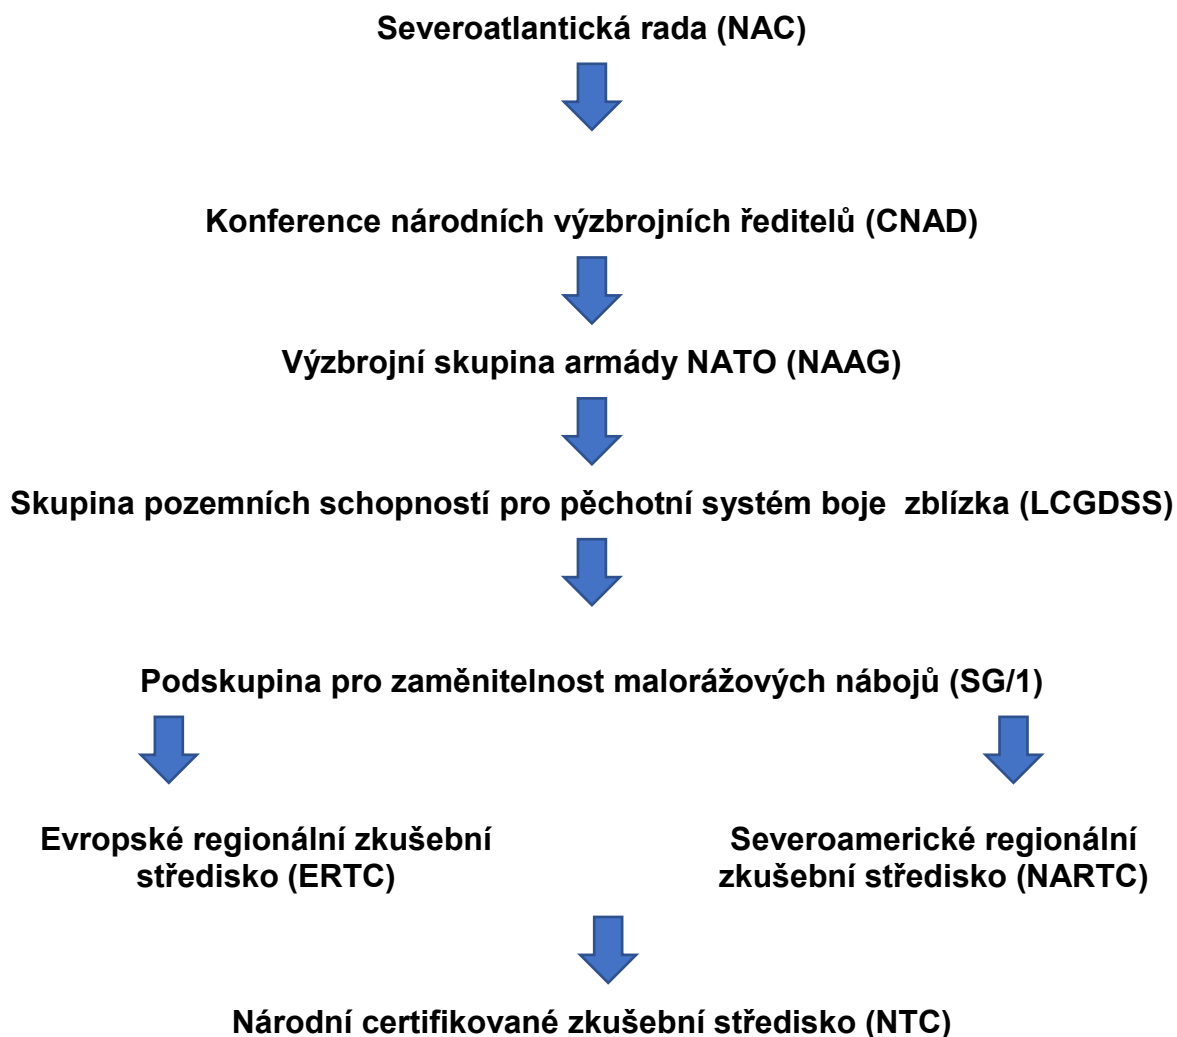 Severoatlantická rada (NAC)
Konference národních výzbrojních ředitelů (CNAD)
Výzbrojní skupina armády NATO (NAAG)
Skupina pozemních schopností pro pěchotní systém boje  zblízka (LCGDSS)
Podskupina pro zaměnitelnost malorážových nábojů (SG/1)
Evropské regionální zkušební
středisko (ERTC)
Severoamerické regionální
zkušební středisko (NARTC)
Národní certifikované zkušební středisko (NTC)